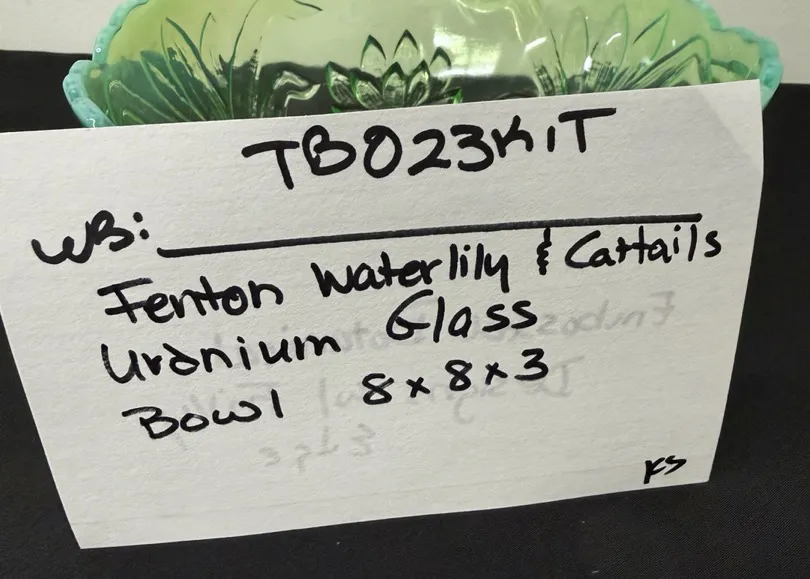 TB023KIT
WB:
Fenton Waterlily & Cattails
Uranium Glass
Bowl 8x8x3
KS